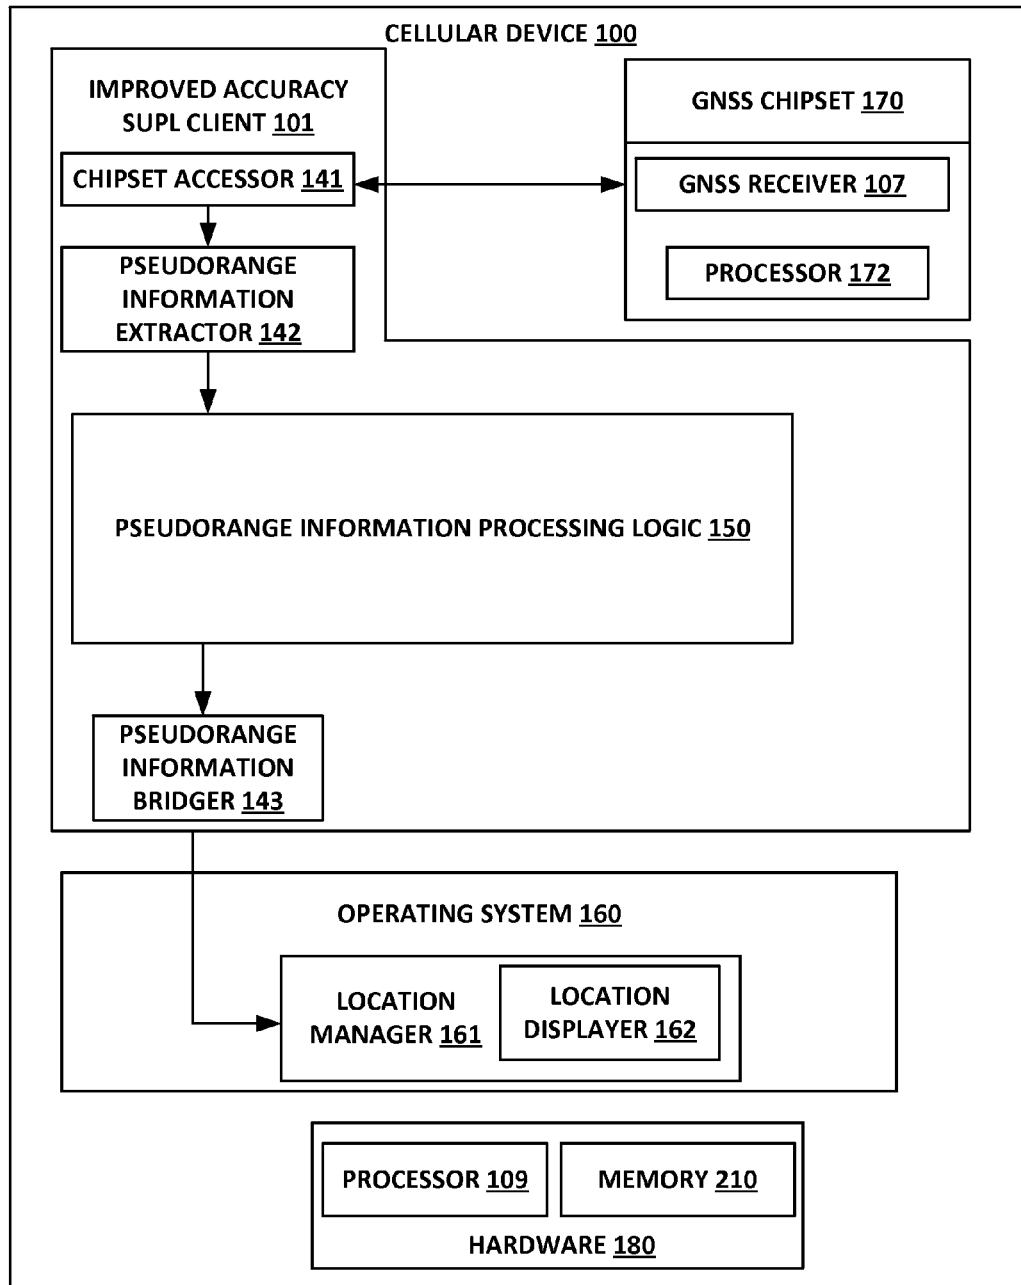 CELLULAR DEVICE 100
IMPROVED ACCURACY
SUPL CLIENT 101
CHIPSET ACCESSOR 141
PSEUDORANGE
INFORMATION
EXTRACTOR 142
GNSS CHIPSET 170
GNSS RECEIVER 107
PROCESSOR 172
PSEUDORANGE INFORMATION PROCESSING LOGIC 150
PSEUDORANGE
INFORMATION
BRIDGER 143
OPERATING SYSTEM 160
LOCATION
MANAGER 161
LOCATION
DISPLAYER 162
PROCESSOR 109
MEMORY 210
HARDWARE 180